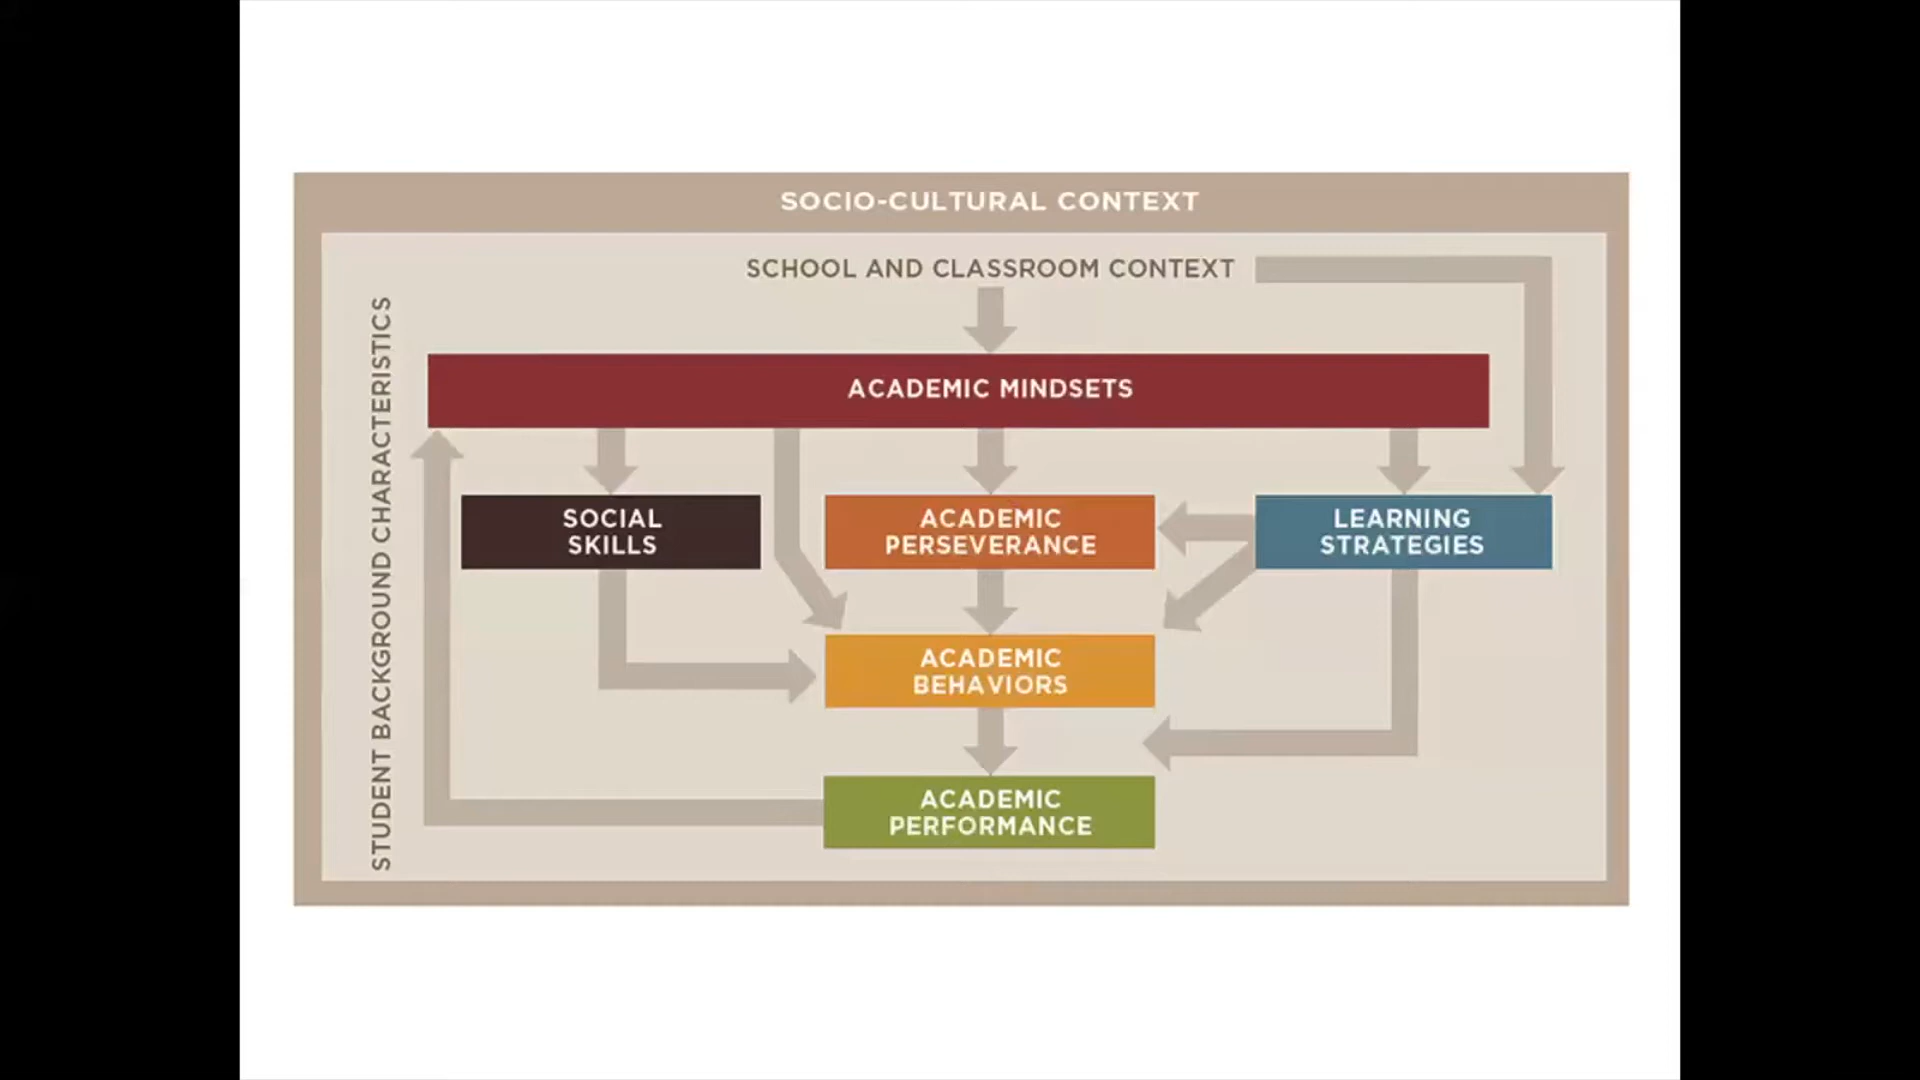 SOCIO-CULTURAL CONTEXT
SCHOOL AND CLASSROOM CONTEXT
STUDENT BACKGROUND CHARACTERISTICS
ACADEMIC MINDSETS
SOCIAL
SKILLS
ACADEMIC
PERSEVERANCE
LEARNING
STRATEGIES
ACADEMIC
BEHAVIORS
ACADEMIC
PERFORMANCE